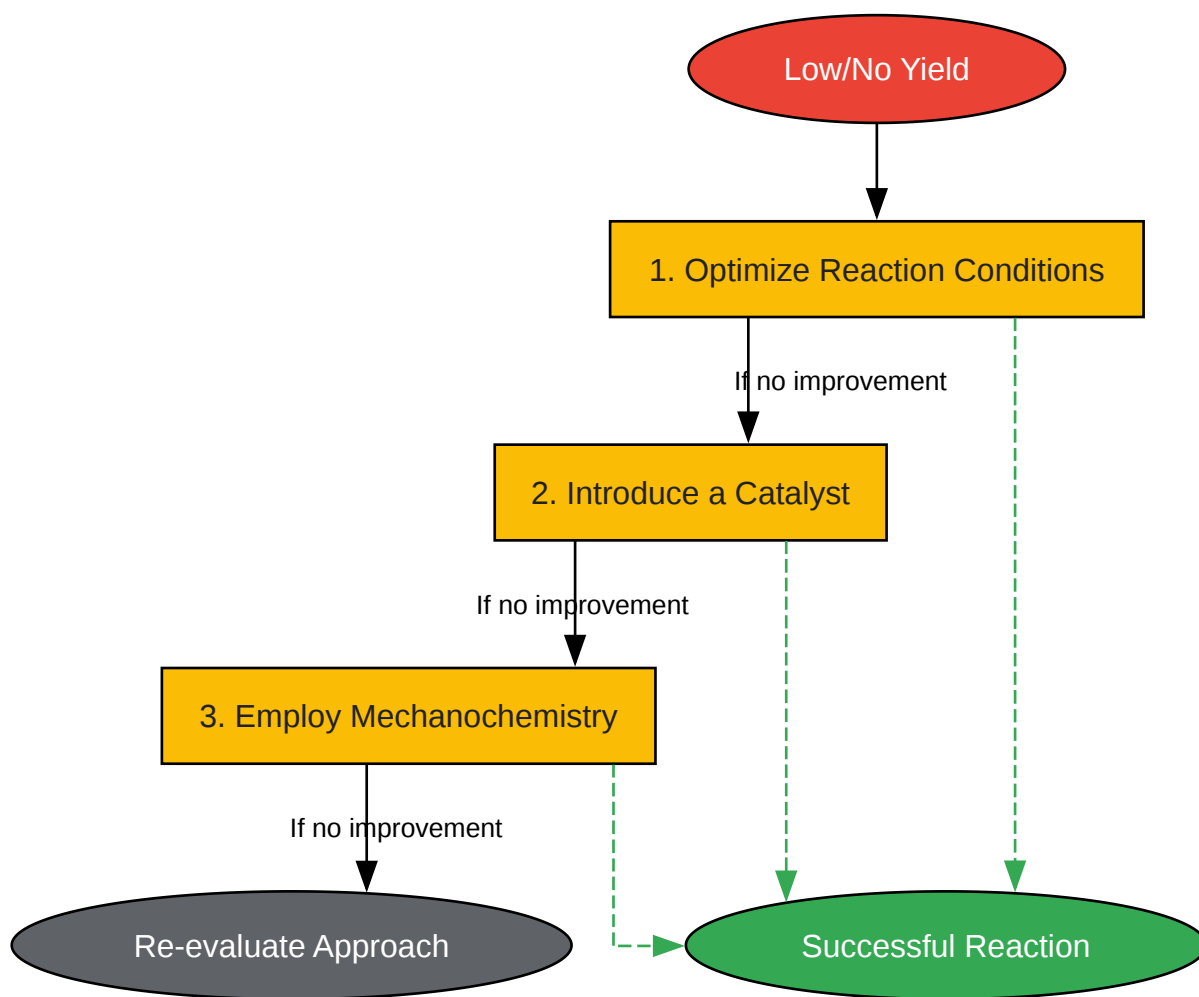 Low/No Yield
1. Optimize Reaction Conditions
If no improvement
2. Introduce a Catalyst
If no improvement
3. Employ Mechanochemistry
If no improvement
Re-evaluate Approach
Successful Reaction